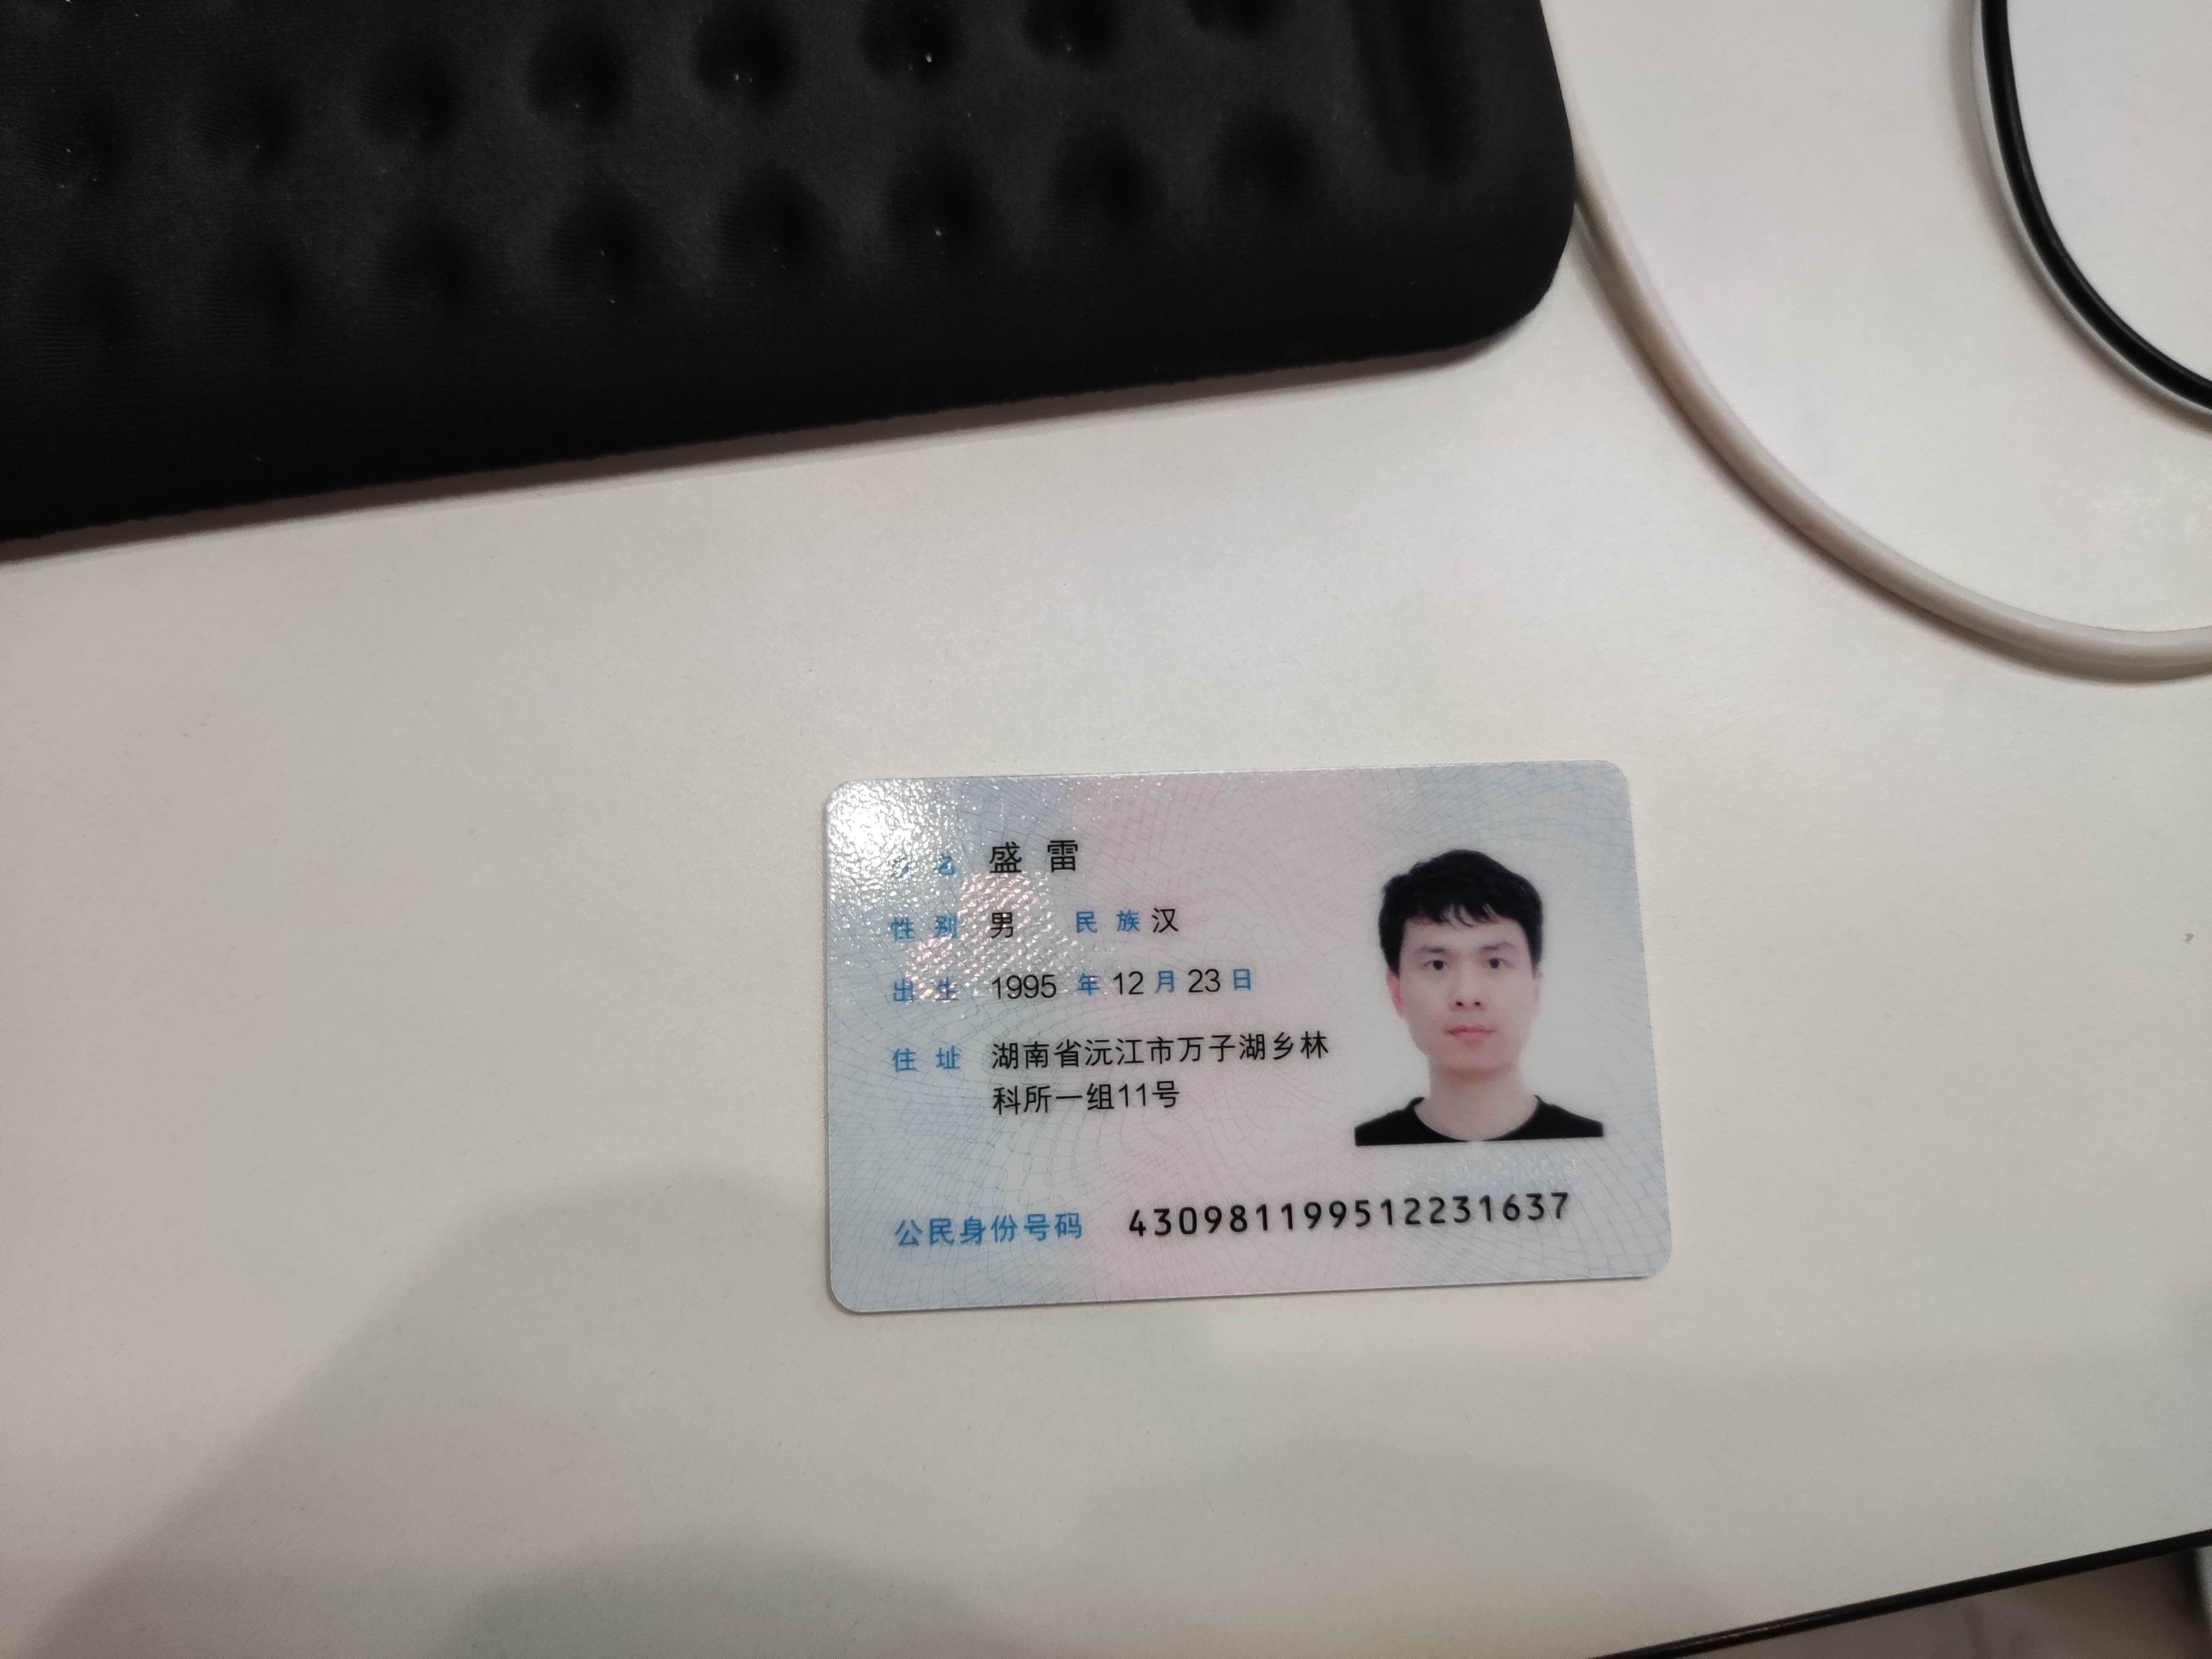 姓名 盛雷
性别 男 民族 汉
出生 1995 年 12 月 23 日
住址 湖南省沅江市万子湖乡林
科所一组11号
公民身份号码 430981199512231637